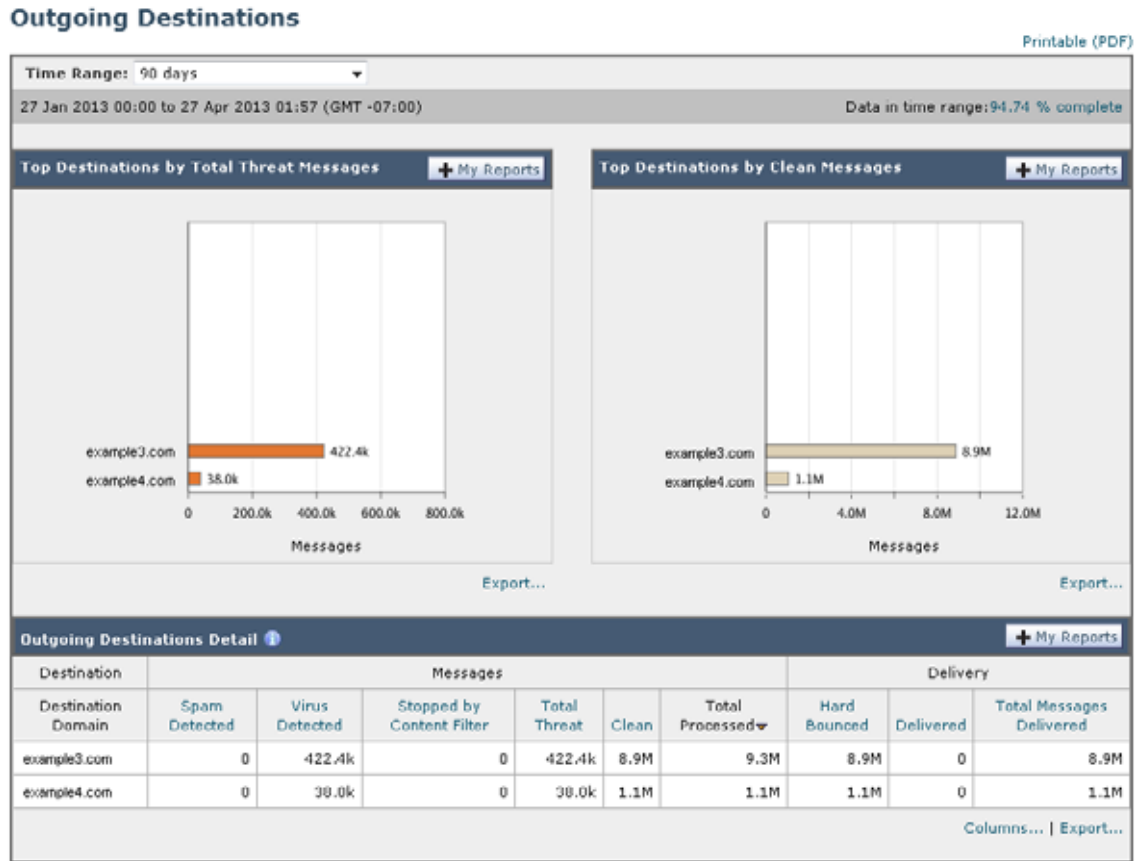 Outgoing Destinations
Printable (PDF)
Time Range: 90 days
27 Jan 2013 00:00 to 27 Apr 2013 01:57 (GMT -07:00) Data in time range:94.74 % complete
Top Destinations by Total Threat Messages
+ My Reports
example3.com 422.4k
example4.com 38.0k
0 200.0k 400.0k 600.0k 800.0k
Messages
Export...
Top Destinations by Clean Messages
+ My Reports
example3.com 8.9M
example4.com 1.1M
0 4.0M 8.0M 12.0M
Messages
Export...
Outgoing Destinations Detail
+ My Reports
Destination Messages Delivery
Destination Domain Spam Detected Virus Detected Stopped by Content Filter Total Threat Clean Total Processed Hard Bounced Delivered Total Messages Delivered
example3.com 0 422.4k 0 422.4k 8.9M 9.3M 8.9M 0 8.9M
example4.com 0 38.0k 0 38.0k 1.1M 1.1M 1.1M 0 1.1M
Columns... | Export...